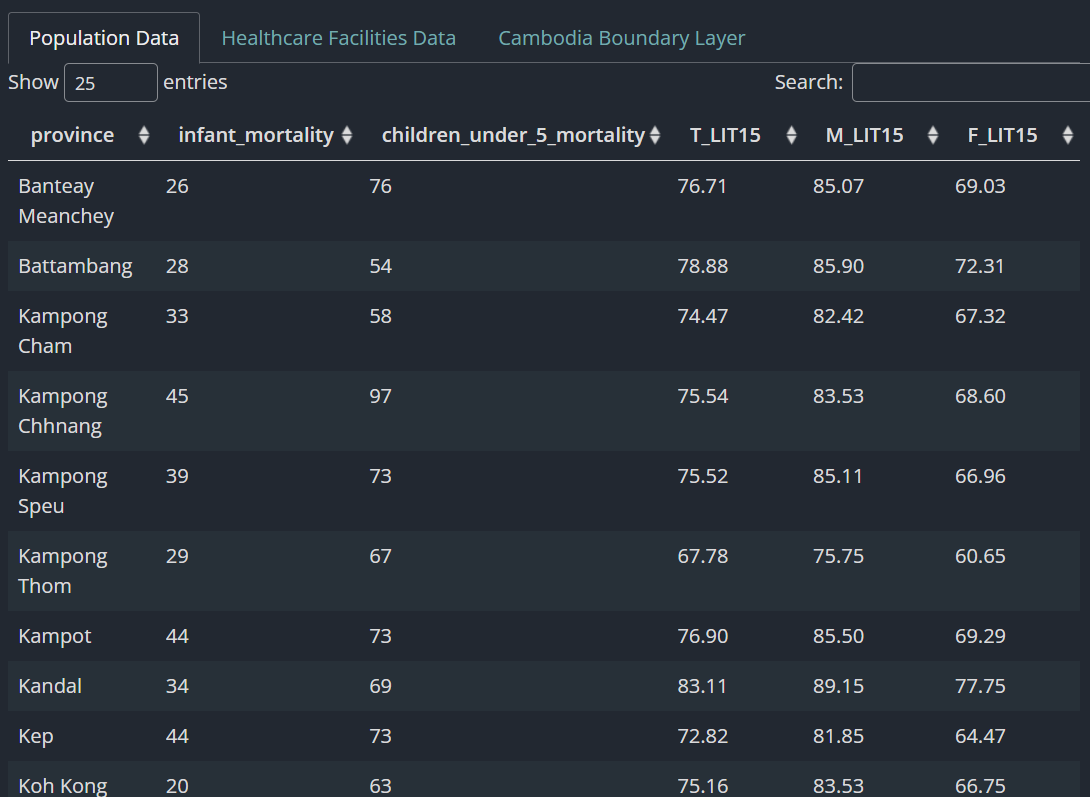 Population Data Healthcare Facilities Data Cambodia Boundary Layer
Show 25 entries Search:
province infant_mortality children_under_5_mortality T_LIT15 M_LIT15 F_LIT15
Banteay Meanchey 26 76 76.71 85.07 69.03
Battambang 28 54 78.88 85.90 72.31
Kampong Cham 33 58 74.47 82.42 67.32
Kampong Chhnang 45 97 75.54 83.53 68.60
Kampong Speu 39 73 75.52 85.11 66.96
Kampong Thom 29 67 67.78 75.75 60.65
Kampot 44 73 76.90 85.50 69.29
Kandal 34 69 83.11 89.15 77.75
Kep 44 73 72.82 81.85 64.47
Koh Kong 20 63 75.16 83.53 66.75